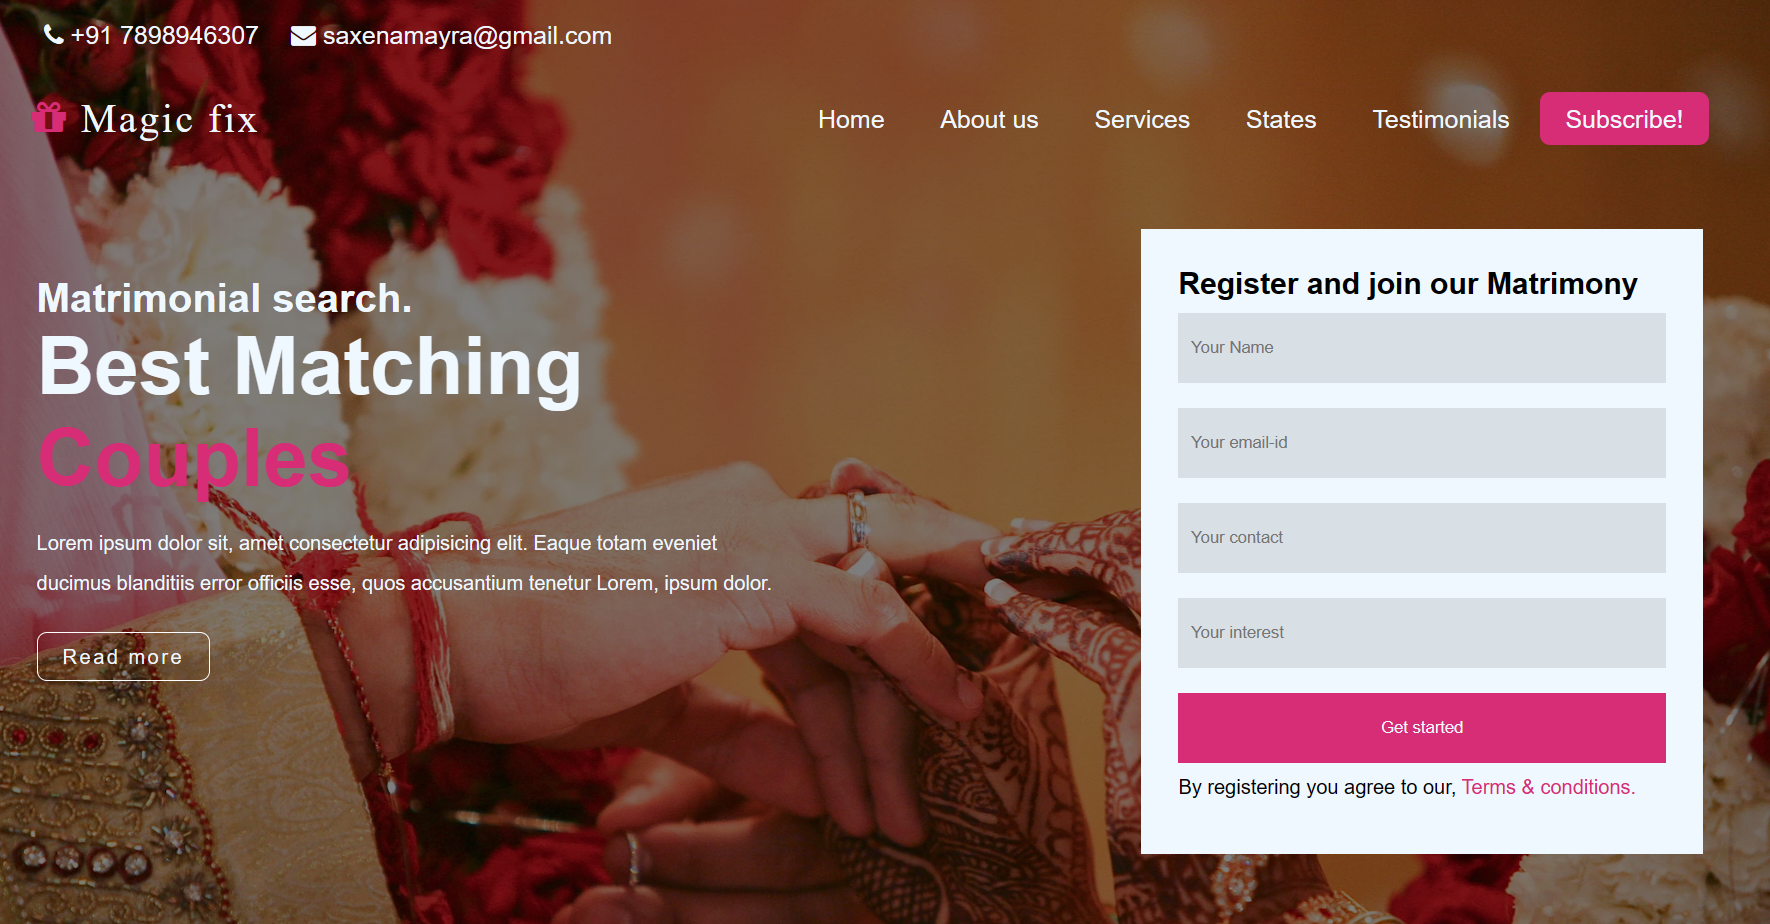 +91 7898946307 saxenamayra@gmail.com
Magic fix
Home About us Services States Testimonials Subscribe!
Matrimonial search.
Best Matching
Couples
Lorem ipsum dolor sit, amet consectetur adipisicing elit. Eaque totam eveniet
ducimus blanditiis error officiis esse, quos accusantium tenetur Lorem, ipsum dolor.
Read more
Register and join our Matrimony
Your Name
Your email-id
Your contact
Your interest
Get started
By registering you agree to our, Terms & conditions.